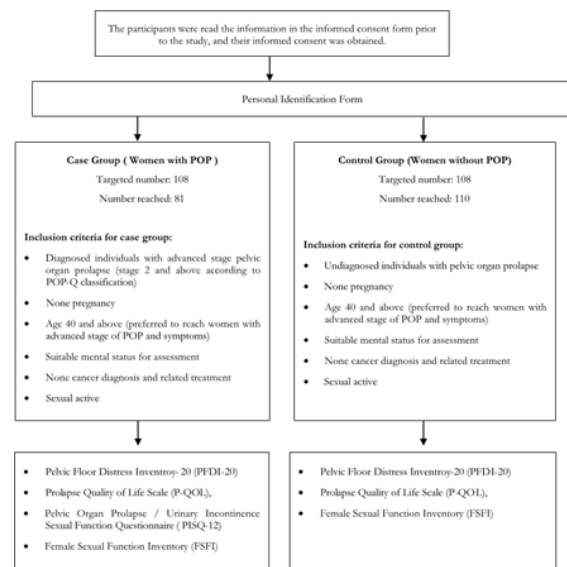 The participants were read the information in the informed consent form prior
to the study, and their informed consent was obtained.
Personal Identification Form
Case Group ( Women with POP )
Targeted number: 108
Number reached: 81
Inclusion criteria for case group:
• Diagnosed individuals with advanced stage pelvic
organ prolapse (stage 2 and above according to
POP-Q classification)
• None pregnancy
• Age 40 and above (preferred to reach women with
advanced stage of POP and symptoms)
• Suitable mental status for assessment
• None cancer diagnosis and related treatment
• Sexual active
Control Group (Women without POP)
Targeted number: 108
Number reached: 110
Inclusion criteria for control group:
• Undiagnosed individuals with pelvic organ prolapse
• None pregnancy
• Age 40 and above (preferred to reach women with
advanced stage of POP and symptoms)
• Suitable mental status for assessment
• None cancer diagnosis and related treatment
• Sexual active
• Pelvic Floor Distress Inventroy- 20 (PFDI-20)
• Prolapse Quality of Life Scale (P-QOL),
• Pelvic Organ Prolapse / Urinary Incontinence
Sexual Function Questionnaire ( PISQ-12)
• Female Sexual Function Inventory (FSFI)
• Pelvic Floor Distress Inventroy-20 (PFDI-20)
• Prolapse Quality of Life Scale (P-QOL),
• Female Sexual Function Inventory (FSFI)